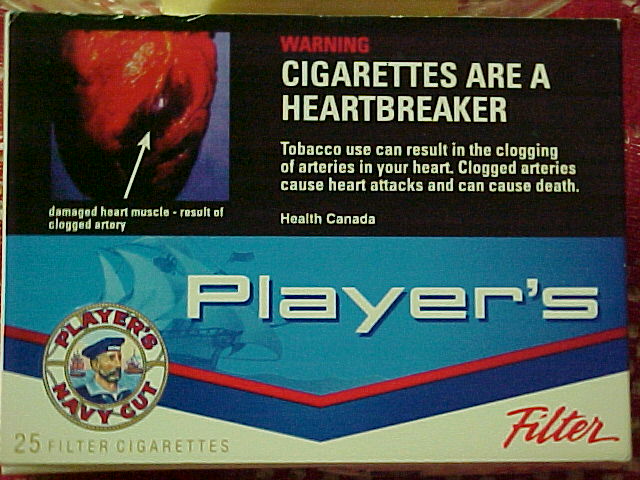 WARNING
CIGARETTES ARE A
HEARTBREAKER
Tobacco use can result in the clogging
of arteries in your heart. Clogged arteries
cause heart attacks and can cause death.
Health Canada
damaged heart muscle - result of
clogged artery
Player's
PLAYER'S
NAVY CUT
Filter
25 FILTER CIGARETTES